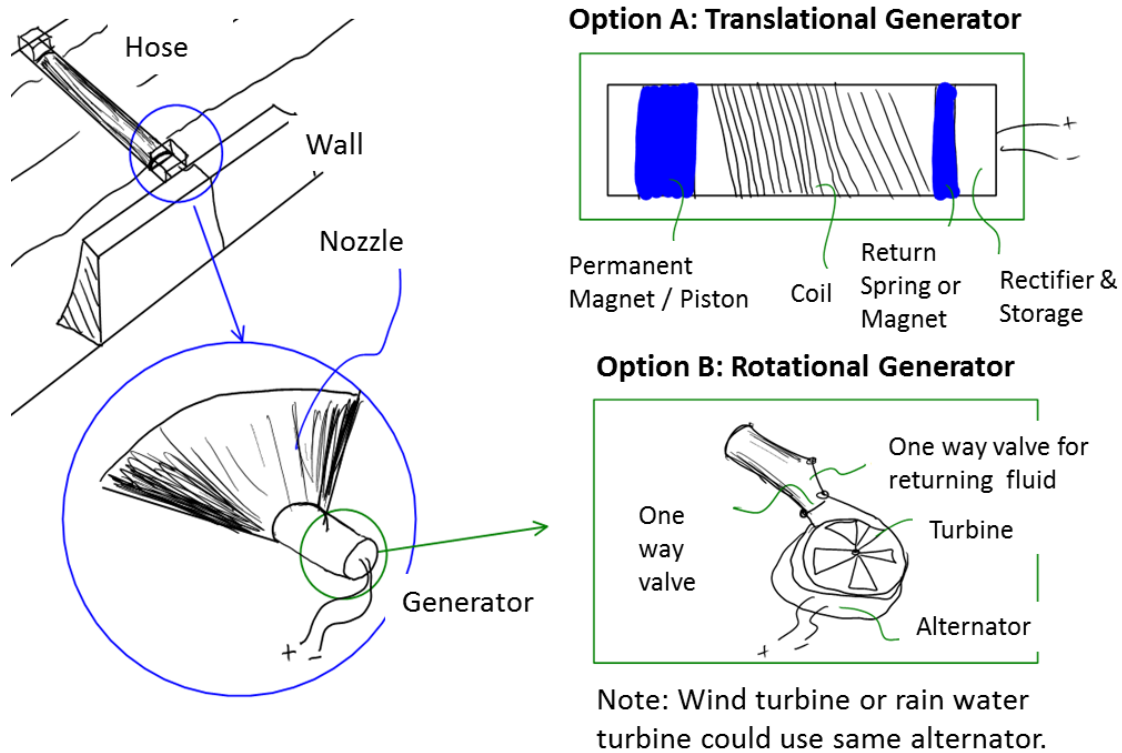 Hose
Wall
Nozzle
Generator
+
–
Option A: Translational Generator
+
–
Permanent
Magnet / Piston
Coil
Return
Spring or
Magnet
Rectifier &
Storage
Option B: Rotational Generator
One way valve for
returning fluid
One
way
valve
Turbine
Alternator
+
–
Note: Wind turbine or rain water
turbine could use same alternator.